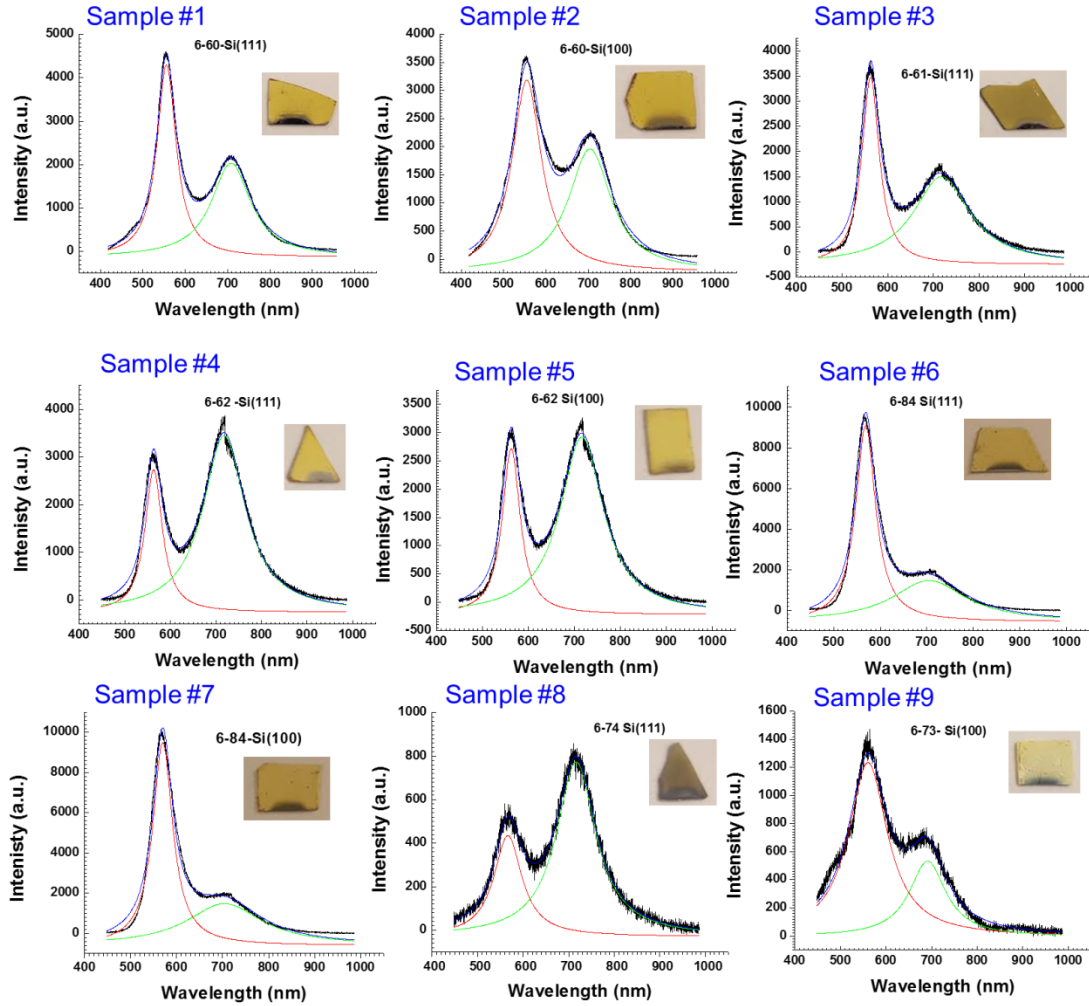 Sample #1
6-60-Si(111)
5000
4000
3000
2000
1000
0
Intensity (a.u.)
400 500 600 700 800 900 1000
Wavelength (nm)
Sample #2
6-60-Si(100)
4000
3500
3000
2500
2000
1500
1000
500
0
Intensity (a.u.)
400 500 600 700 800 900 1000
Wavelength (nm)
Sample #3
6-61-Si(111)
4000
3500
3000
2500
2000
1500
1000
500
0
-500
Intenisty (a.u.)
400 500 600 700 800 900 1000
Wavelength (nm)
Sample #4
6-62 -Si(111)
4000
3000
2000
1000
0
Intenisty (a.u.)
400 500 600 700 800 900 1000
Wavelength (nm)
Sample #5
6-62 Si(100)
3500
3000
2500
2000
1500
1000
500
0
-500
Intenisty (a.u.)
400 500 600 700 800 900 1000
Wavelength (nm)
Sample #6
6-84 Si(111)
10000
8000
6000
4000
2000
0
Intenisty (a.u.)
400 500 600 700 800 900 1000
Wavelength (nm)
Sample #7
6-84-Si(100)
10000
8000
6000
4000
2000
0
Intenisty (a.u.)
400 500 600 700 800 900 1000
Wavelength (nm)
Sample #8
6-74 Si(111)
1000
800
600
400
200
0
Intensity (a.u.)
400 500 600 700 800 900 1000
Wavelength (nm)
Sample #9
6-73- Si(100)
1600
1400
1200
1000
800
600
400
200
0
Intensity (a.u.)
400 500 600 700 800 900 1000
Wavelength (nm)